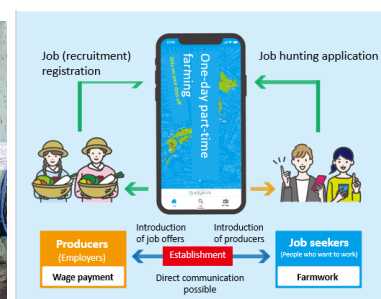 Job (recruitment)
registration
Job hunting application
One-day part-time
farming
Introduction
of job offers
Introduction
of producers
Producers
(Employers)
Wage payment
Establishment
Direct communication
possible
Job seekers
(People who want to work)
Farmwork